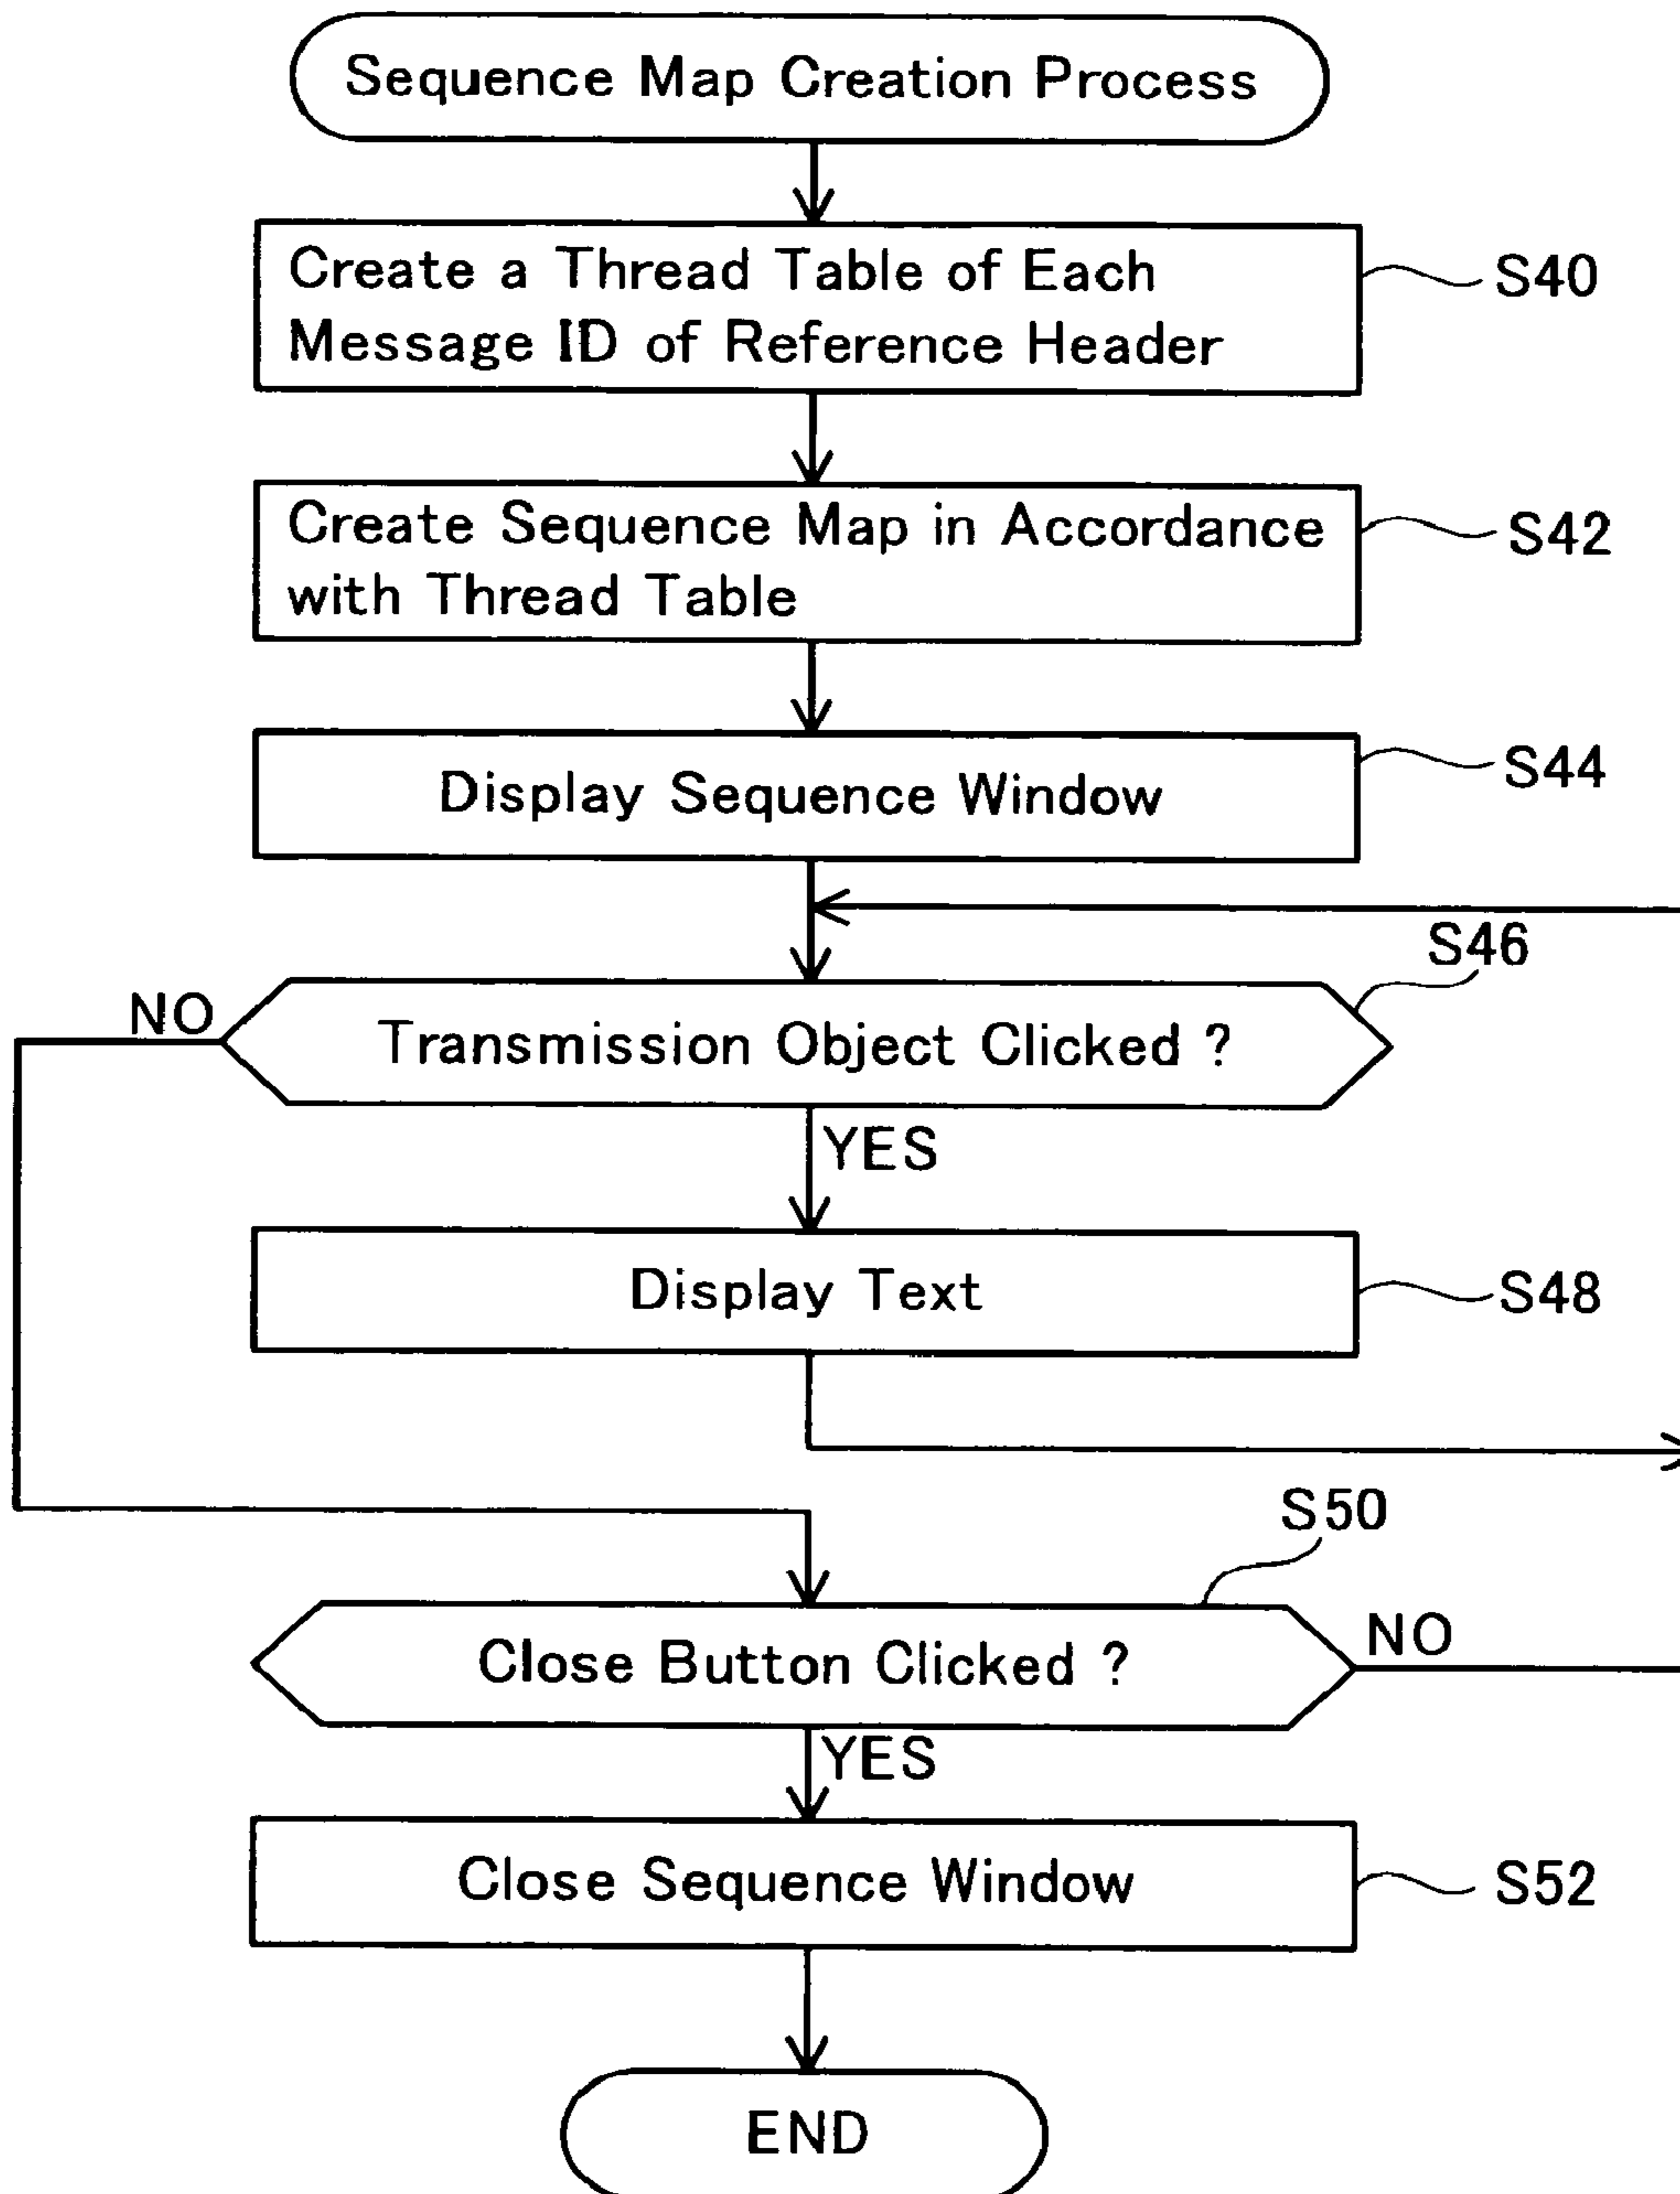 Sequence Map Creation Process
Create a Thread Table of Each
Message ID of Reference Header
S40
Create Sequence Map in Accordance
with Thread Table
S42
Display Sequence Window
S44
S46
NO
Transmission Object Clicked ?
YES
Display Text
S48
S50
Close Button Clicked ?
NO
YES
Close Sequence Window
S52
END